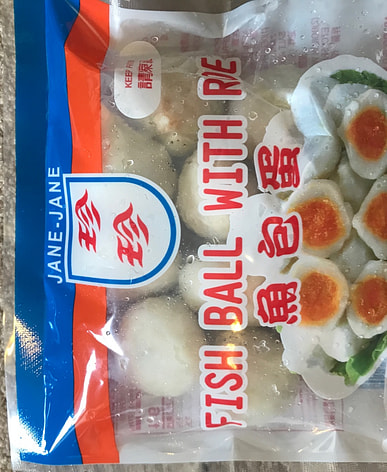 JANE-JANE
珍珍
KEEP
FISH BALL WITH ROE
魚包蛋